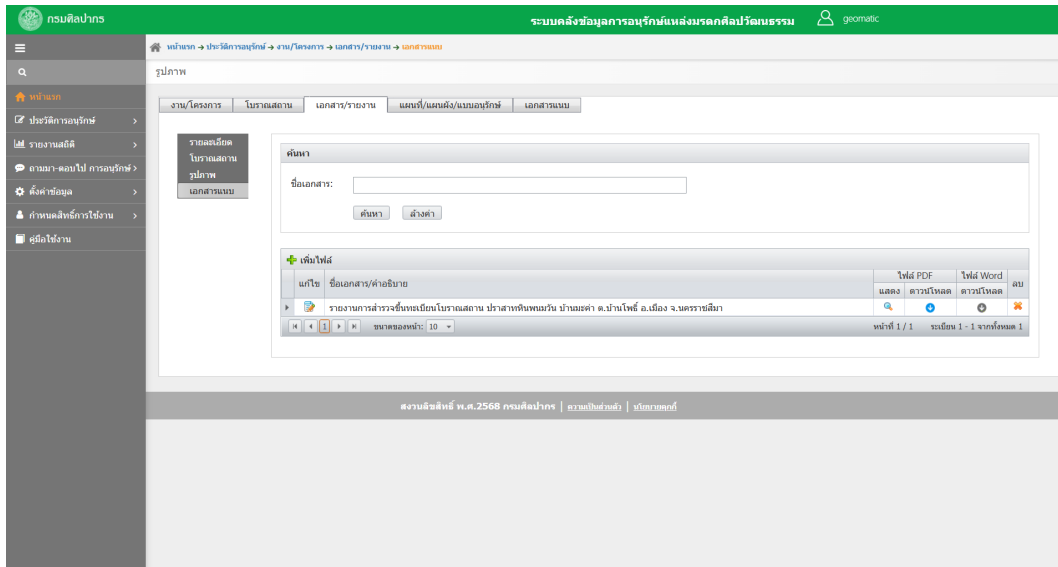 กรมศิลปากร
ระบบคลังข้อมูลการอนุรักษ์แหล่งมรดกศิลปวัฒนธรรม
geomatic
หน้าแรก → ประวัติการอนุรักษ์ → งาน/โครงการ → เอกสาร/รายงาน → เอกสารแนบ
รูปภาพ
หน้าแรก
ประวัติการอนุรักษ์
รายงานสถิติ
ถามมา-ตอบไป การอนุรักษ์
ตั้งค่าข้อมูล
กำหนดสิทธิ์การใช้งาน
คู่มือใช้งาน
งาน/โครงการ
โบราณสถาน
เอกสาร/รายงาน
แผนที่/แผนผัง/แบบอนุรักษ์
เอกสารแนบ
รายละเอียด
โบราณสถาน
รูปภาพ
เอกสารแนบ
ค้นหา
ชื่อเอกสาร:
ค้นหา
ล้างค่า
เพิ่มไฟล์
แก้ไข
ชื่อเอกสาร/คำอธิบาย
ไฟล์ PDF
ไฟล์ Word
ลบ
แสดง
ดาวน์โหลด
ดาวน์โหลด
รายงานการสำรวจขึ้นทะเบียนโบราณสถาน ปราสาทหินพนมวัน บ้านมะค่า ต.บ้านโพธิ์ อ.เมือง จ.นครราชสีมา
1
ขนาดของหน้า: 10
หน้าที่ 1 / 1
ระเบียน 1 - 1 จากทั้งหมด 1
สงวนลิขสิทธิ์ พ.ศ.2568 กรมศิลปากร | ความเป็นส่วนตัว | นโยบายคุกกี้